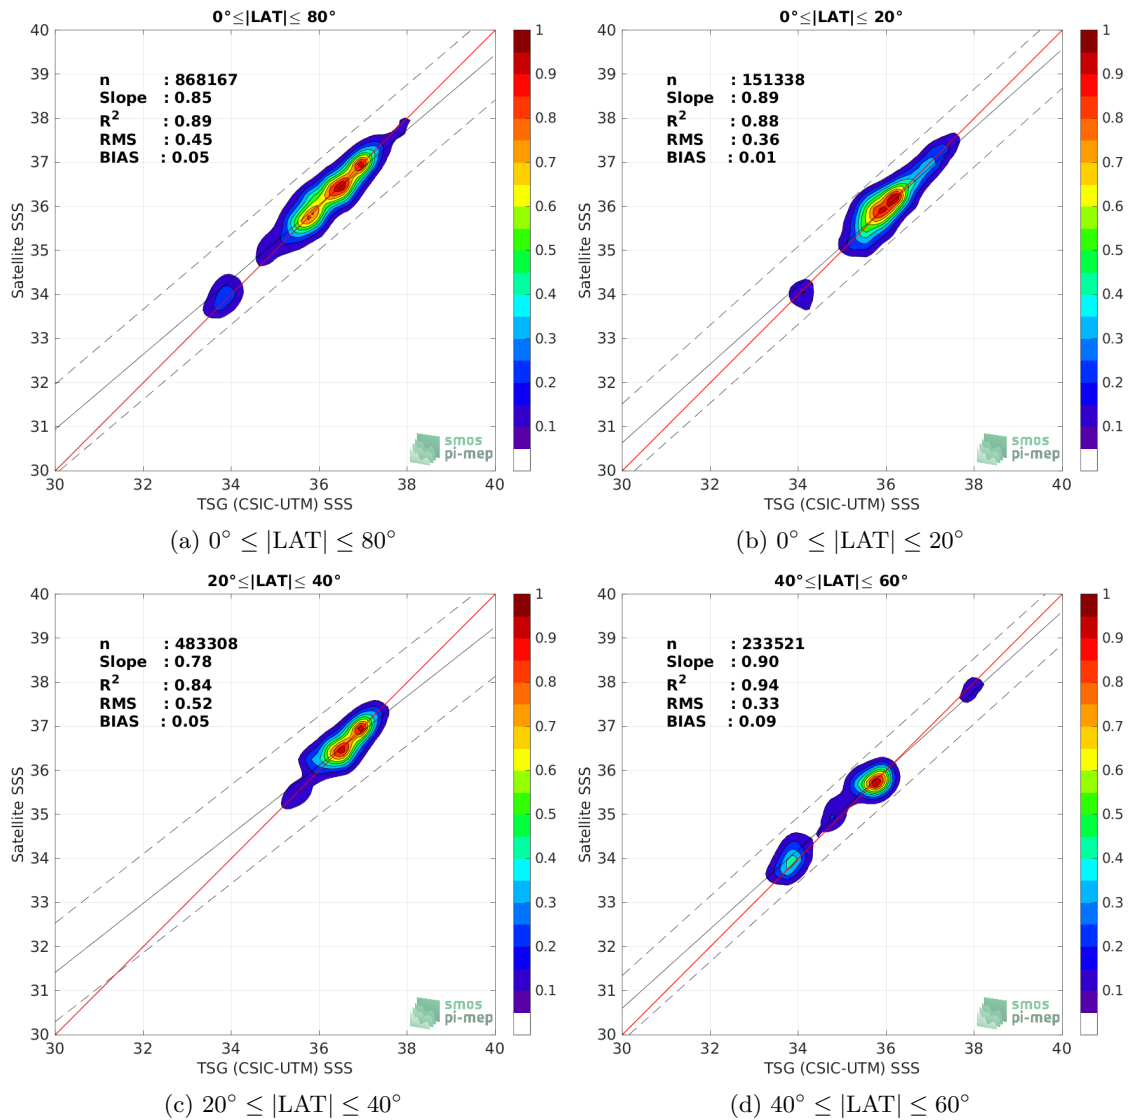 0°≤|LAT|≤ 80°
40
39
38
37
36
35
34
33
32
31
30
Satellite SSS
n : 868167
Slope : 0.85
R² : 0.89
RMS : 0.45
BIAS : 0.05
smos
pi-mep
30 32 34 36 38 40
TSG (CSIC-UTM) SSS
1
0.9
0.8
0.7
0.6
0.5
0.4
0.3
0.2
0.1
(a) 0° ≤ |LAT| ≤ 80°
0°≤|LAT|≤ 20°
40
39
38
37
36
35
34
33
32
31
30
Satellite SSS
n : 151338
Slope : 0.89
R² : 0.88
RMS : 0.36
BIAS : 0.01
smos
pi-mep
30 32 34 36 38 40
TSG (CSIC-UTM) SSS
1
0.9
0.8
0.7
0.6
0.5
0.4
0.3
0.2
0.1
(b) 0° ≤ |LAT| ≤ 20°
20°≤|LAT|≤ 40°
40
39
38
37
36
35
34
33
32
31
30
Satellite SSS
n : 483308
Slope : 0.78
R² : 0.84
RMS : 0.52
BIAS : 0.05
smos
pi-mep
30 32 34 36 38 40
TSG (CSIC-UTM) SSS
1
0.9
0.8
0.7
0.6
0.5
0.4
0.3
0.2
0.1
(c) 20° ≤ |LAT| ≤ 40°
40°≤|LAT|≤ 60°
40
39
38
37
36
35
34
33
32
31
30
Satellite SSS
n : 233521
Slope : 0.90
R² : 0.94
RMS : 0.33
BIAS : 0.09
smos
pi-mep
30 32 34 36 38 40
TSG (CSIC-UTM) SSS
1
0.9
0.8
0.7
0.6
0.5
0.4
0.3
0.2
0.1
(d) 40° ≤ |LAT| ≤ 60°